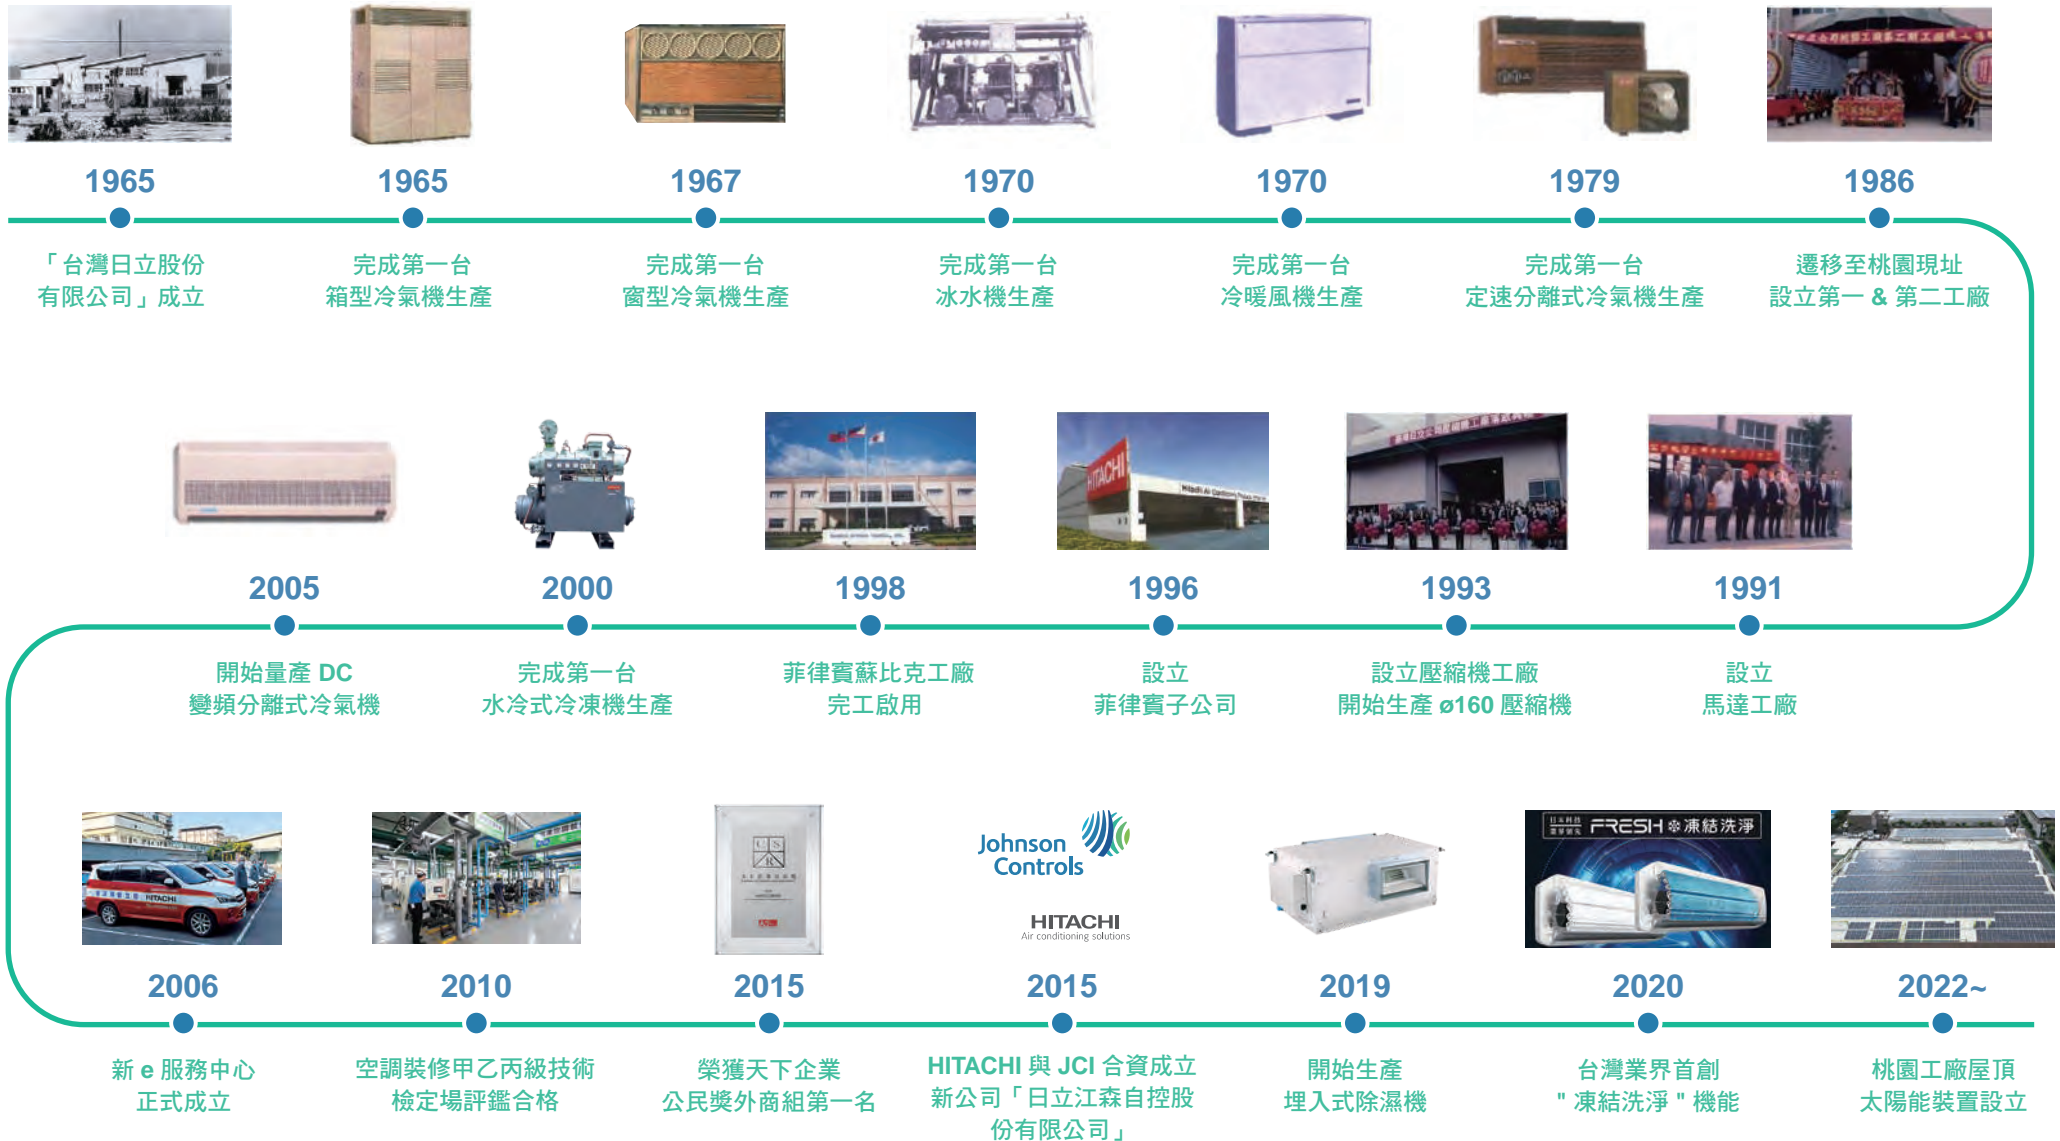 1965
「台灣日立股份
有限公司」成立
1965
完成第一台
箱型冷氣機生產
1967
完成第一台
窗型冷氣機生產
1970
完成第一台
冰水機生產
1970
完成第一台
冷暖風機生產
1979
完成第一台
定速分離式冷氣機生產
1986
遷移至桃園現址
設立第一 & 第二工廠
HITACHI
2005
開始量產 DC
變頻分離式冷氣機
2000
完成第一台
水冷式冷凍機生產
1998
菲律賓蘇比克工廠
完工啟用
1996
設立
菲律賓子公司
1993
設立壓縮機工廠
開始生產 ø160 壓縮機
1991
設立
馬達工廠
HITACHI
CSR
Johnson
Controls
HITACHI
Air conditioning solutions
FRESH 凍結洗淨
2006
新 e 服務中心
正式成立
2010
空調裝修甲乙丙級技術
檢定場評鑑合格
2015
榮獲天下企業
公民獎外商組第一名
2015
HITACHI 與 JCI 合資成立
新公司「日立江森自控股
份有限公司」
2019
開始生產
埋入式除濕機
2020
台灣業界首創
" 凍結洗淨 " 機能
2022~
桃園工廠屋頂
太陽能裝置設立